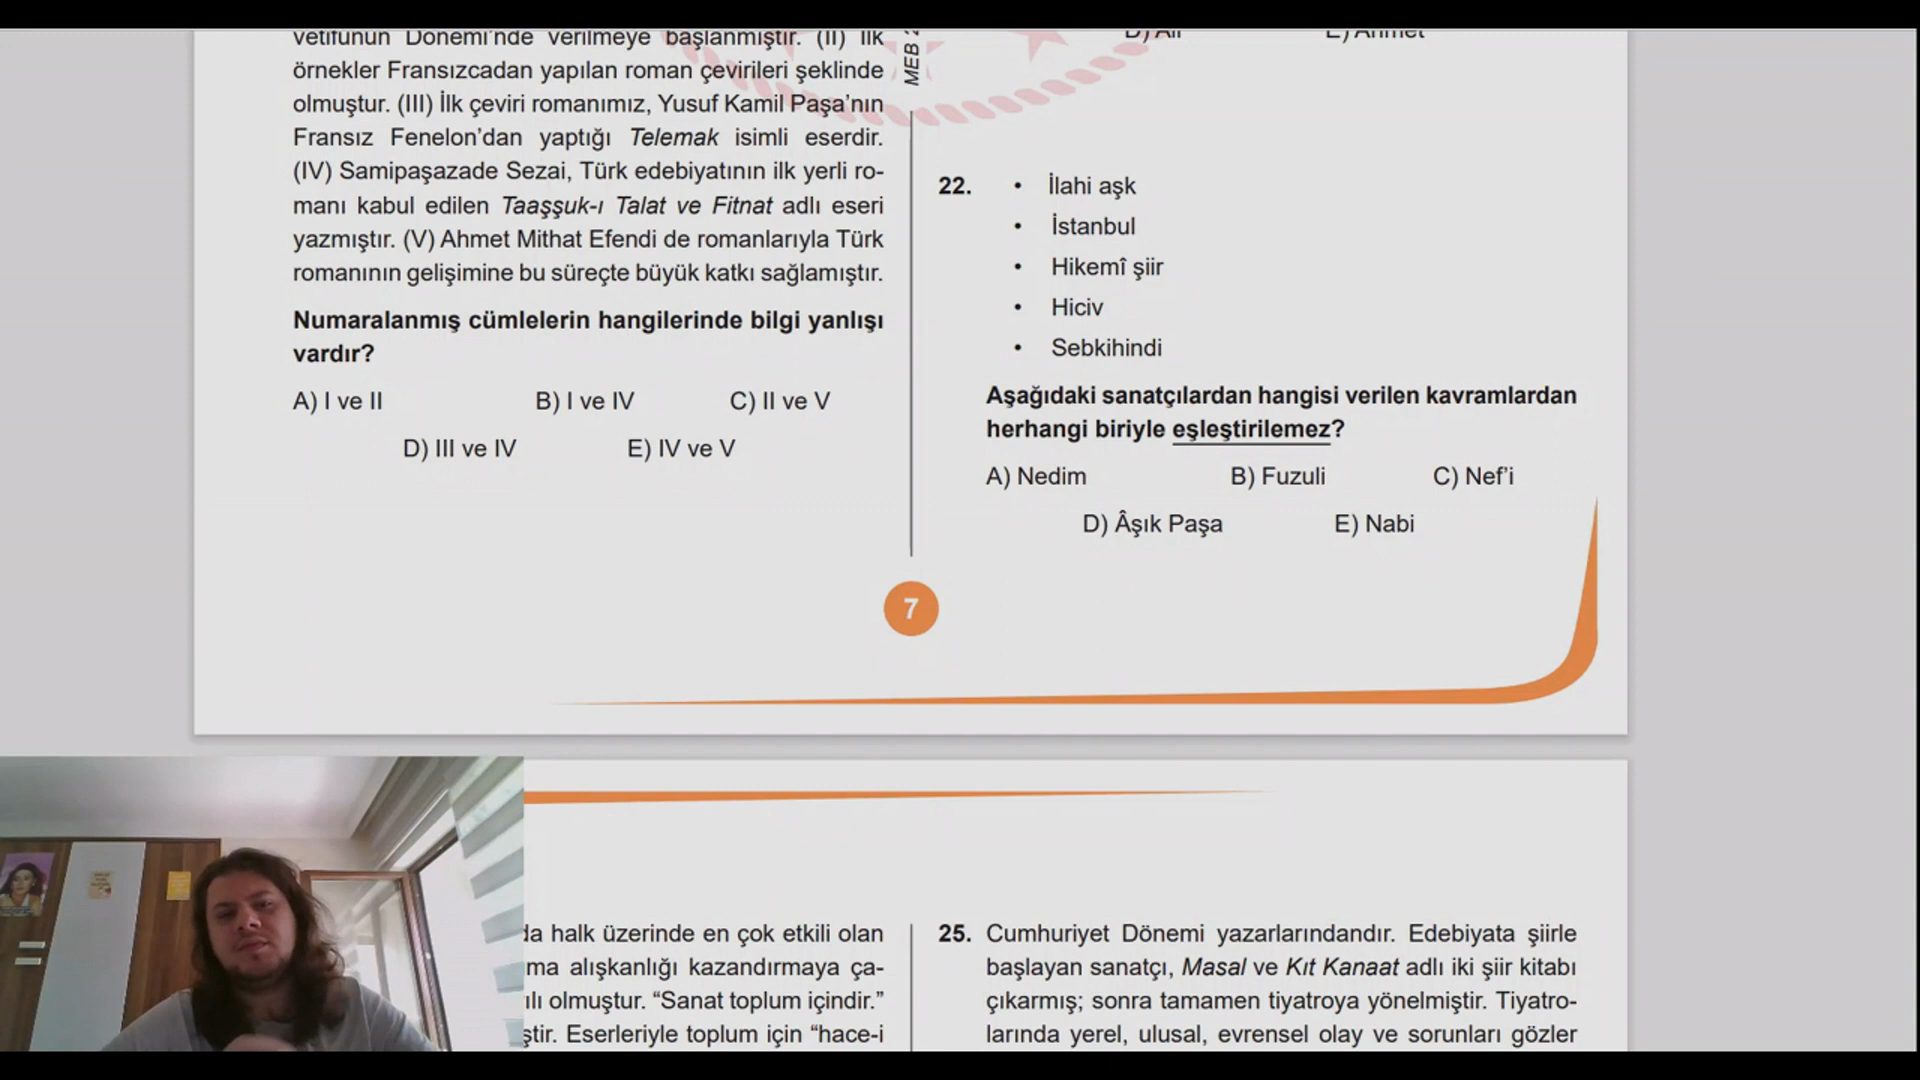 vetifünun Dönemi'nde verilmeye başlanmıştır. (II) İlk
örnekler Fransızcadan yapılan roman çevirileri şeklinde
olmuştur. (III) İlk çeviri romanımız, Yusuf Kamil Paşa'nın
Fransız Fenelon'dan yaptığı Telemak isimli eserdir.
(IV) Samipaşazade Sezai, Türk edebiyatının ilk yerli ro-
manı kabul edilen Taaşşuk-ı Talat ve Fitnat adlı eseri
yazmıştır. (V) Ahmet Mithat Efendi de romanlarıyla Türk
romanının gelişimine bu süreçte büyük katkı sağlamıştır.
Numaralanmış cümlelerin hangilerinde bilgi yanlışı
vardır?
A) I ve II B) I ve IV C) II ve V
D) III ve IV E) IV ve V
MEB 2
D) Ali E) Ahmet
22. • İlahi aşk
• İstanbul
• Hikemî şiir
• Hiciv
• Sebkihindi
Aşağıdaki sanatçılardan hangisi verilen kavramlardan
herhangi biriyle eşleştirilemez?
A) Nedim B) Fuzuli C) Nef'i
D) Âşık Paşa E) Nabi
7
da halk üzerinde en çok etkili olan
ma alışkanlığı kazandırmaya ça-
ılı olmuştur. “Sanat toplum içindir.”
ştir. Eserleriyle toplum için “hace-i
25. Cumhuriyet Dönemi yazarlarındandır. Edebiyata şiirle
başlayan sanatçı, Masal ve Kıt Kanaat adlı iki şiir kitabı
çıkarmış; sonra tamamen tiyatroya yönelmiştir. Tiyatro-
larında yerel, ulusal, evrensel olay ve sorunları gözler